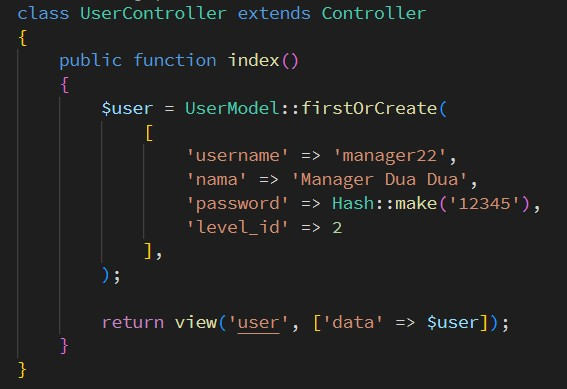 class UserController extends Controller
{
    public function index()
    {
        $user = UserModel::firstOrCreate(
            [
                'username' => 'manager22',
                'nama' => 'Manager Dua Dua',
                'password' => Hash::make('12345'),
                'level_id' => 2
            ],
        );

        return view('user', ['data' => $user]);
    }
}